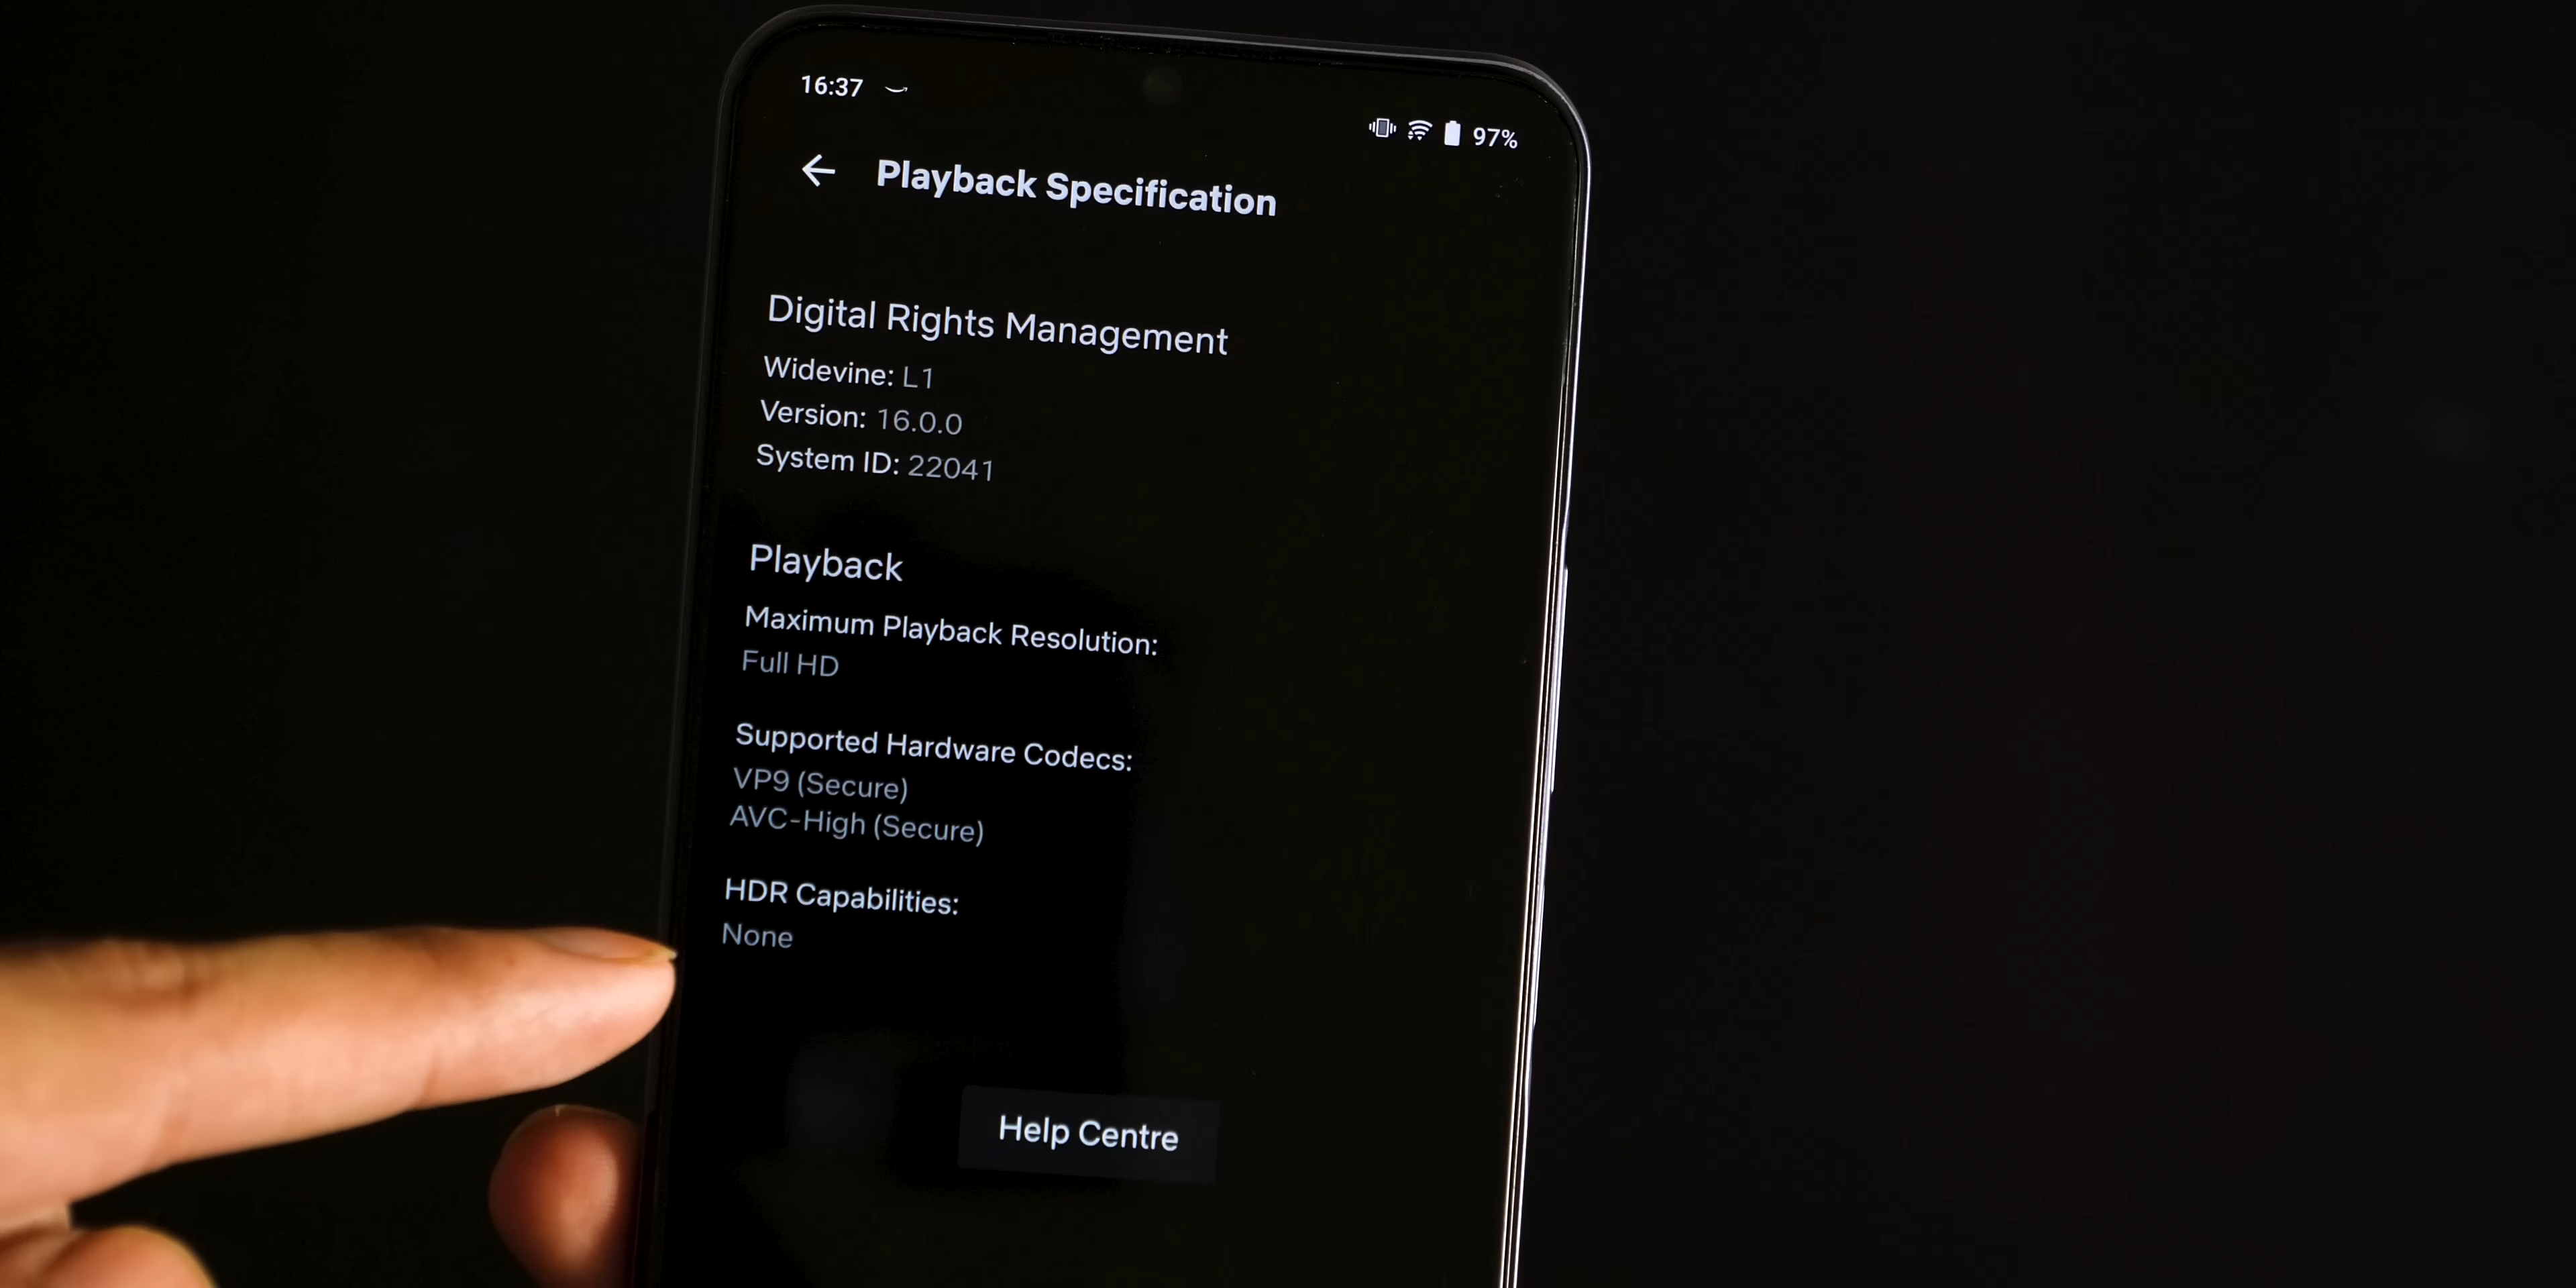 16:37
97%
Playback Specification
Digital Rights Management
Widevine: L1
Version: 16.0.0
System ID: 22041
Playback
Maximum Playback Resolution:
Full HD
Supported Hardware Codecs:
VP9 (Secure)
AVC-High (Secure)
HDR Capabilities:
None
Help Centre